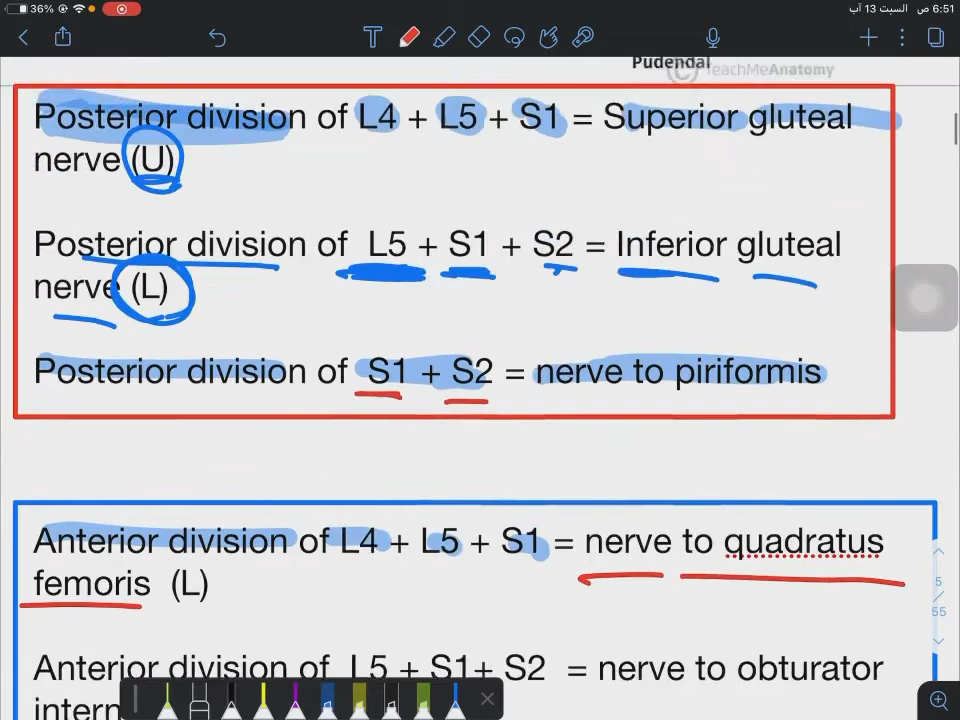 36%
السبت 13 آب 6:51 ص
Pudendal
TeachMeAnatomy
Posterior division of L4 + L5 + S1 = Superior gluteal
nerve (U)
Posterior division of L5 + S1 + S2 = Inferior gluteal
nerve (L)
Posterior division of S1 + S2 = nerve to piriformis
Anterior division of L4 + L5 + S1 = nerve to quadratus
femoris (L)
5
/
55
Anterior division of L5 + S1+ S2 = nerve to obturator
intern